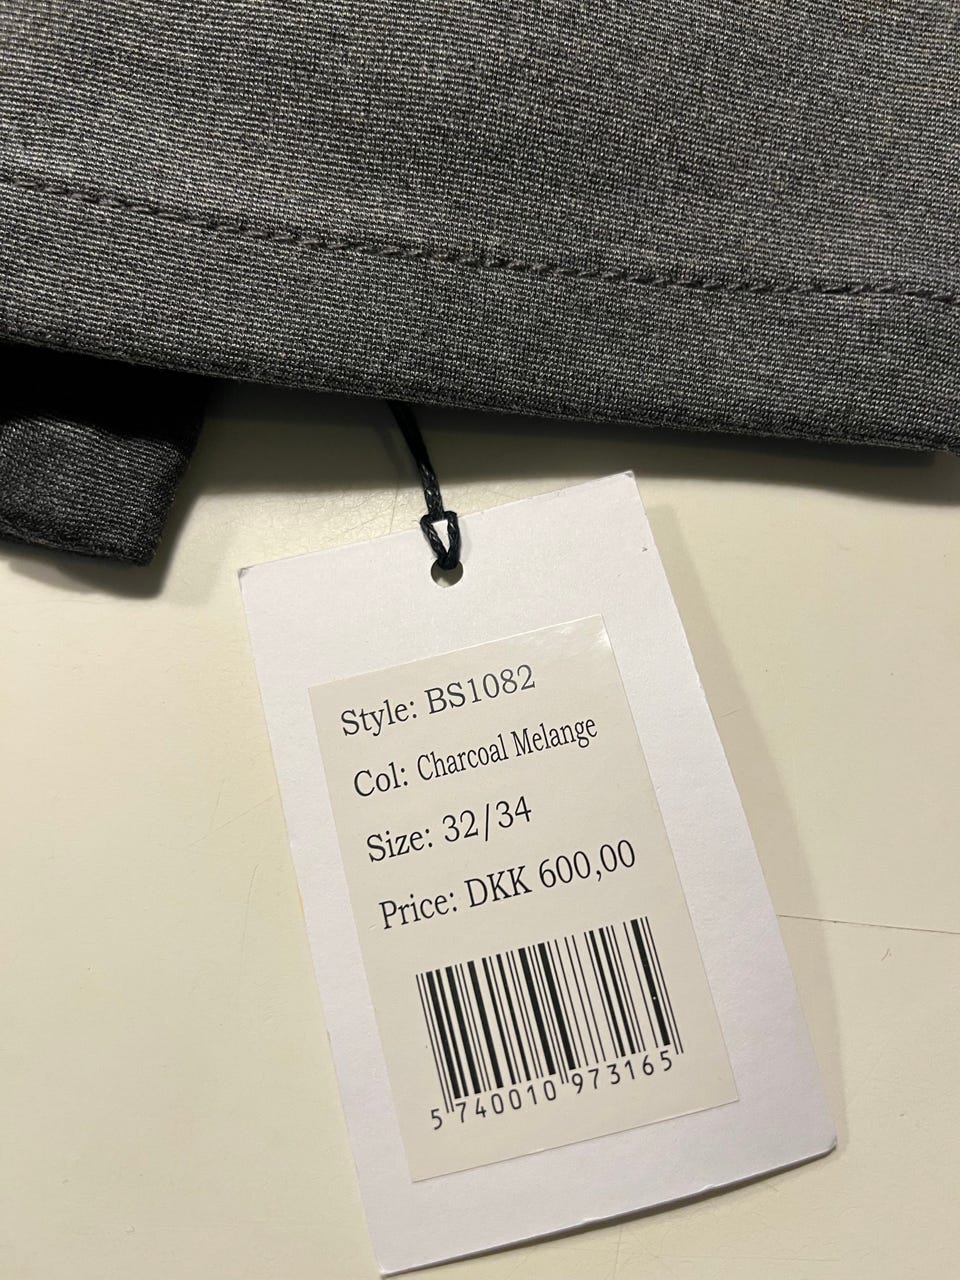 Style: BS1082
Col: Charcoal Melange
Size: 32/34
Price: DKK 600,00
5 740010 973165